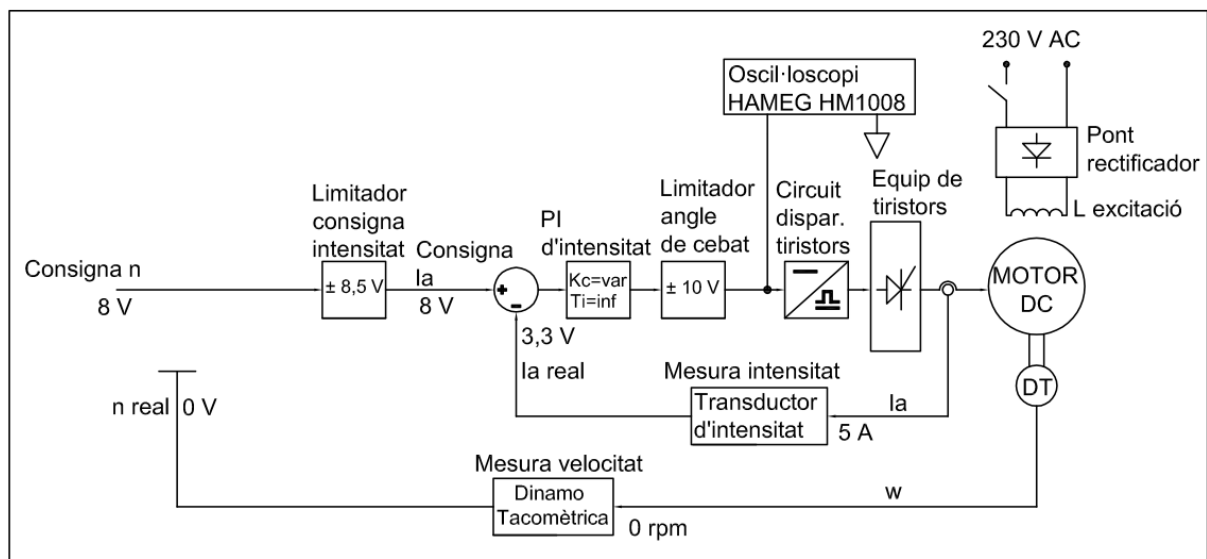 230 V AC
Oscil·loscopi
HAMEG HM1008
Pont
rectificador
L excitació
Limitador
consigna
intensitat
Consigna
Ia
PI
d'intensitat
Limitador
angle
de cebat
Circuit
dispar.
tiristors
Equip de
tiristors
Consigna n
8 V
± 8,5 V
8 V
+
-
Kc=var
Ti=inf
± 10 V
MOTOR
DC
3,3 V
Ia real
Mesura intensitat
Transductor
d'intensitat
Ia
5 A
DT
n real
0 V
Mesura velocitat
Dinamo
Tacomètrica
0 rpm
w